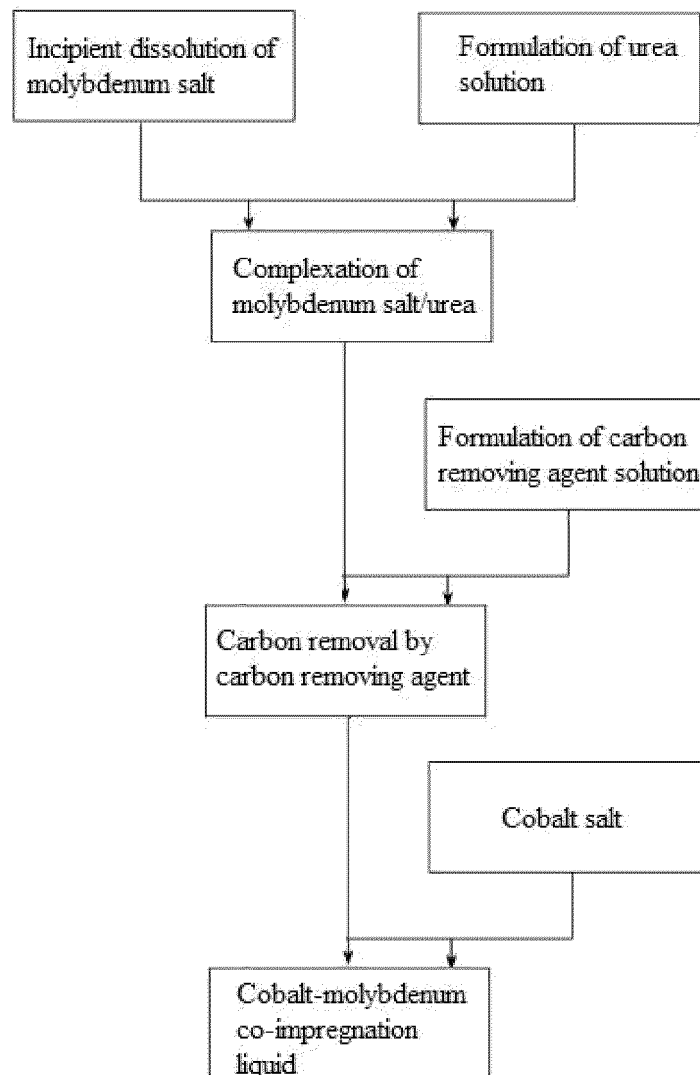 Incipient dissolution of
molybdenum salt
Formulation of urea
solution
Complexation of
molybdenum salt/urea
Formulation of carbon
removing agent solution
Carbon removal by
carbon removing agent
Cobalt salt
Cobalt-molybdenum
co-impregnation
liquid